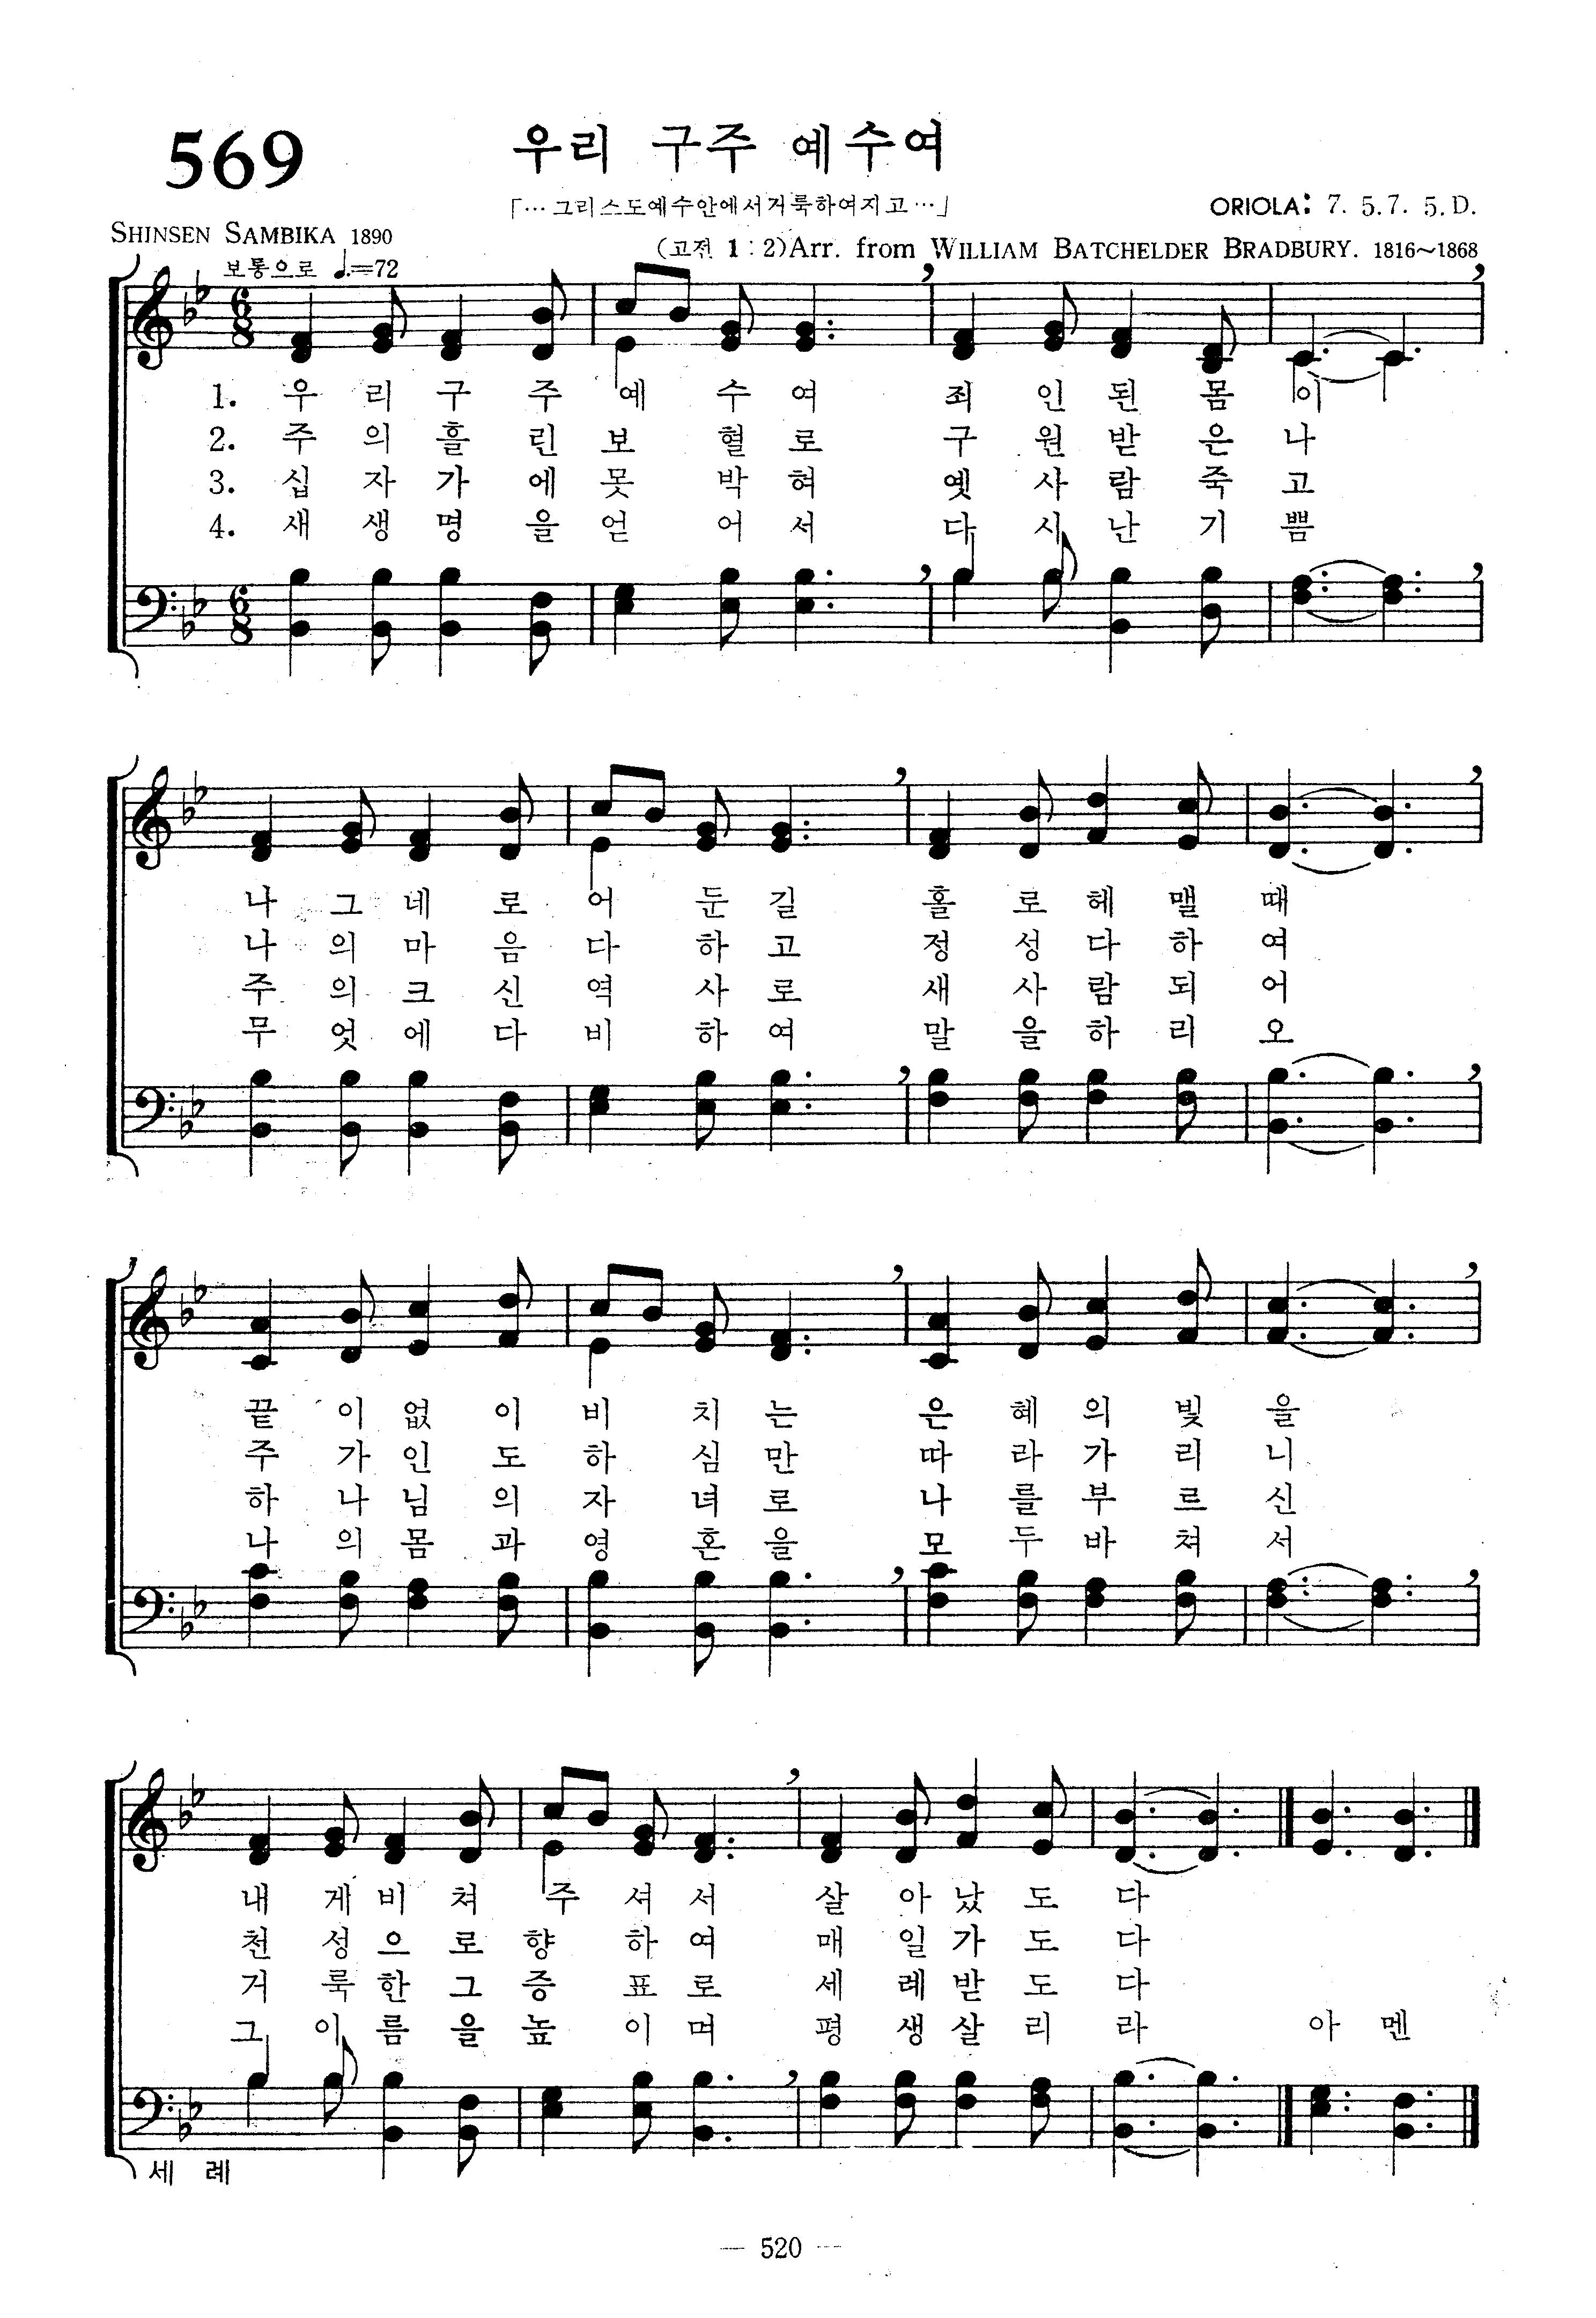 569
우리 구주 예수여
「…그리스도예수안에서거룩하여지고…」
ORIOLA: 7. 5. 7. 5. D.
SHINSEN SAMBIKA 1890
(고전 1 : 2) Arr. from WILLIAM BATCHELDER BRADBURY. 1816~1868
보통으로 ♩.=72
1. 우 리 구 주 예 수 여 죄 인 된 몸 이
2. 주 의 흘 린 보 혈 로 구 원 받 은 나
3. 십 자 가 에 못 박 혀 옛 사 람 죽 고
4. 새 생 명 을 얻 어 서 다 시 난 기 쁨
나 그 네 로 어 둔 길 홀 로 헤 맬 때
나 의 마 음 다 하 고 정 성 다 하 여
주 의 크 신 역 사 로 새 사 람 되 어
무 엇 에 다 비 하 여 말 을 하 리 오
끝 이 없 이 비 치 는 은 혜 의 빛 을
주 가 인 도 하 심 만 따 라 가 리 니
하 나 님 의 자 녀 로 나 를 부 르 신
나 의 몸 과 영 혼 을 모 두 바 쳐 서
내 게 비 쳐 주 셔 서 살 아 났 도 다
천 성 으 로 향 하 여 매 일 가 도 다
거 룩 한 그 증 표 로 세 례 받 도 다
그 이 름 을 높 이 며 평 생 살 리 라 아 멘
세 례
— 520 —